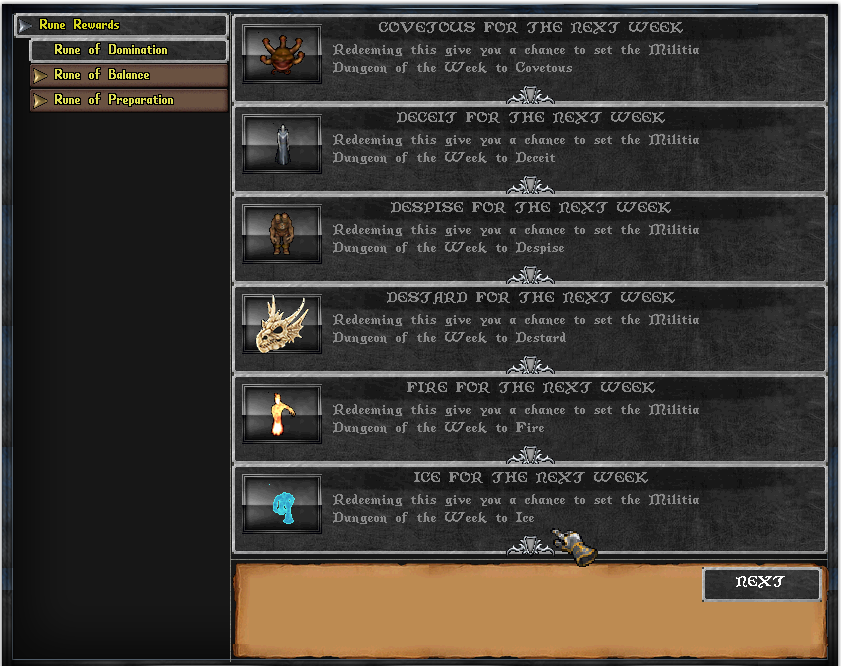 Rune Rewards
Rune of Domination
Rune of Balance
Rune of Preparation
COVETOUS FOR THE NEXT WEEK
Redeeming this give you a chance to set the Militia
Dungeon of the Week to Covetous
DECEIT FOR THE NEXT WEEK
Redeeming this give you a chance to set the Militia
Dungeon of the Week to Deceit
DESPISE FOR THE NEXT WEEK
Redeeming this give you a chance to set the Militia
Dungeon of the Week to Despise
DESTARD FOR THE NEXT WEEK
Redeeming this give you a chance to set the Militia
Dungeon of the Week to Destard
FIRE FOR THE NEXT WEEK
Redeeming this give you a chance to set the Militia
Dungeon of the Week to Fire
ICE FOR THE NEXT WEEK
Redeeming this give you a chance to set the Militia
Dungeon of the Week to Ice
NEXT